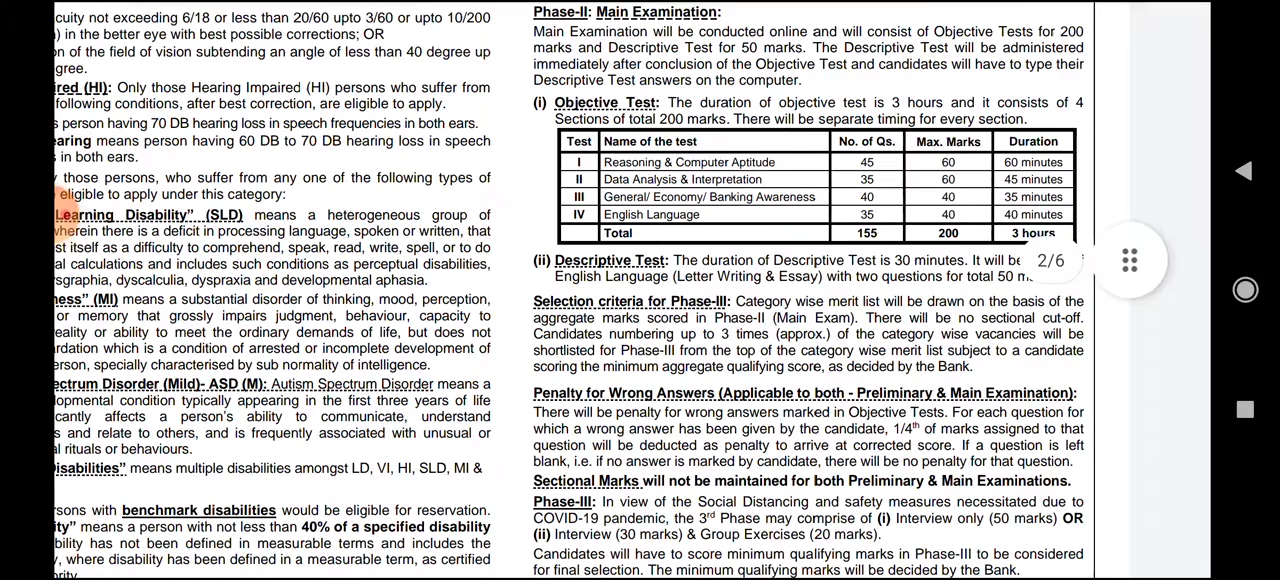 cuity not exceeding 6/18 or less than 20/60 upto 3/60 or upto 10/200
) in the better eye with best possible corrections; OR
n of the field of vision subtending an angle of less than 40 degree up
gree.
ired (HI): Only those Hearing Impaired (HI) persons who suffer from
following conditions, after best correction, are eligible to apply.
s person having 70 DB hearing loss in speech frequencies in both ears.
earing means person having 60 DB to 70 DB hearing loss in speech
in both ears.
those persons, who suffer from any one of the following types of
eligible to apply under this category:
Learning Disability” (SLD) means a heterogeneous group of
wherein there is a deficit in processing language, spoken or written, that
st itself as a difficulty to comprehend, speak, read, write, spell, or to do
al calculations and includes such conditions as perceptual disabilities,
sgraphia, dyscalculia, dyspraxia and developmental aphasia.
ness” (MI) means a substantial disorder of thinking, mood, perception,
or memory that grossly impairs judgment, behaviour, capacity to
eality or ability to meet the ordinary demands of life, but does not
rdation which is a condition of arrested or incomplete development of
erson, specially characterised by sub normality of intelligence.
ectrum Disorder (Mild)- ASD (M): Autism Spectrum Disorder means a
lopmental condition typically appearing in the first three years of life
cantly affects a person’s ability to communicate, understand
s and relate to others, and is frequently associated with unusual or
al rituals or behaviours.
isabilities” means multiple disabilities amongst LD, VI, HI, SLD, MI &
rsons with benchmark disabilities would be eligible for reservation.
ity” means a person with not less than 40% of a specified disability
bility has not been defined in measurable terms and includes the
y, where disability has been defined in a measurable term, as certified
ority.
Phase-II: Main Examination:
Main Examination will be conducted online and will consist of Objective Tests for 200
marks and Descriptive Test for 50 marks. The Descriptive Test will be administered
immediately after conclusion of the Objective Test and candidates will have to type their
Descriptive Test answers on the computer.
(i) Objective Test: The duration of objective test is 3 hours and it consists of 4
Sections of total 200 marks. There will be separate timing for every section.
Test Name of the test No. of Qs. Max. Marks Duration
I Reasoning & Computer Aptitude 45 60 60 minutes
II Data Analysis & Interpretation 35 60 45 minutes
III General/ Economy/ Banking Awareness 40 40 35 minutes
IV English Language 35 40 40 minutes
Total 155 200 3 hours
(ii) Descriptive Test: The duration of Descriptive Test is 30 minutes. It will be
English Language (Letter Writing & Essay) with two questions for total 50 m
2/6
Selection criteria for Phase-III: Category wise merit list will be drawn on the basis of the
aggregate marks scored in Phase-II (Main Exam). There will be no sectional cut-off.
Candidates numbering up to 3 times (approx.) of the category wise vacancies will be
shortlisted for Phase-III from the top of the category wise merit list subject to a candidate
scoring the minimum aggregate qualifying score, as decided by the Bank.
Penalty for Wrong Answers (Applicable to both - Preliminary & Main Examination):
There will be penalty for wrong answers marked in Objective Tests. For each question for
which a wrong answer has been given by the candidate, 1/4th of marks assigned to that
question will be deducted as penalty to arrive at corrected score. If a question is left
blank, i.e. if no answer is marked by candidate, there will be no penalty for that question.
Sectional Marks will not be maintained for both Preliminary & Main Examinations.
Phase-III: In view of the Social Distancing and safety measures necessitated due to
COVID-19 pandemic, the 3rd Phase may comprise of (i) Interview only (50 marks) OR
(ii) Interview (30 marks) & Group Exercises (20 marks).
Candidates will have to score minimum qualifying marks in Phase-III to be considered
for final selection. The minimum qualifying marks will be decided by the Bank.